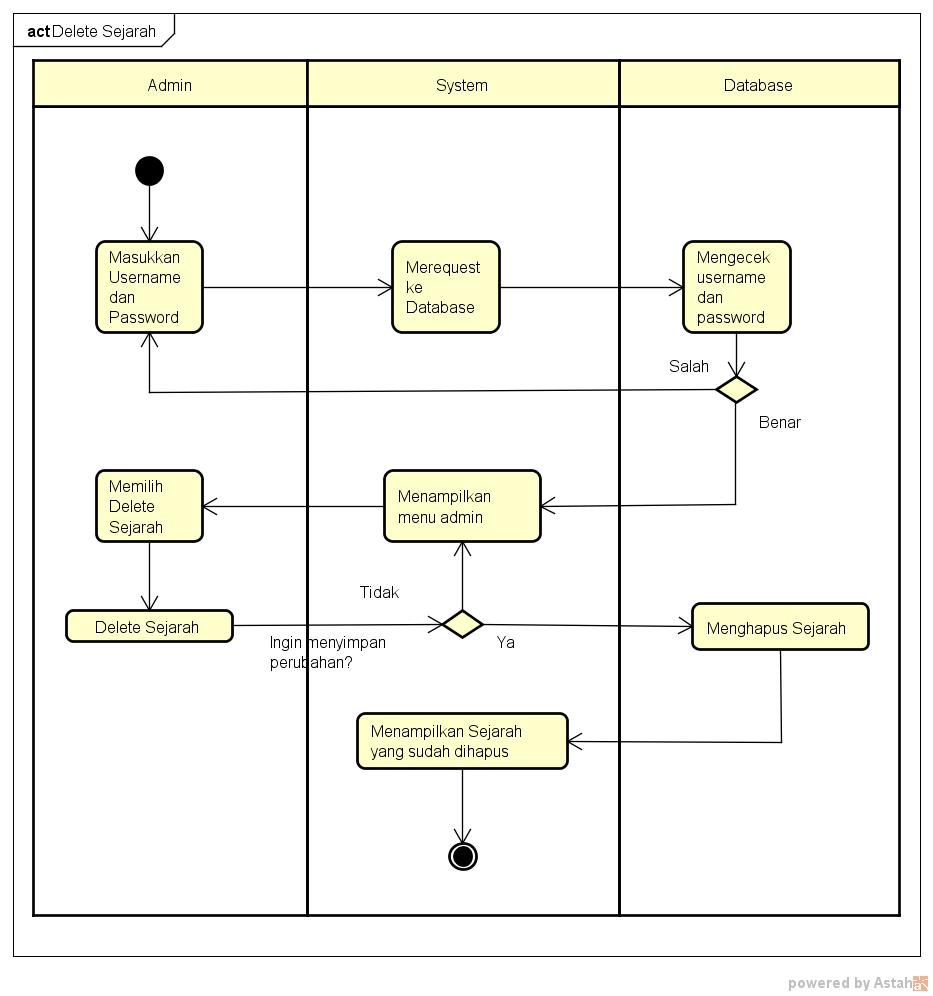 act Delete Sejarah
Admin
System
Database
Masukkan
Username
dan
Password
Merequest
ke
Database
Mengecek
username
dan
password
Salah
Benar
Memilih
Delete
Sejarah
Menampilkan
menu admin
Tidak
Delete Sejarah
Ingin menyimpan
perubahan?
Ya
Menghapus Sejarah
Menampilkan Sejarah
yang sudah dihapus
powered by Astah